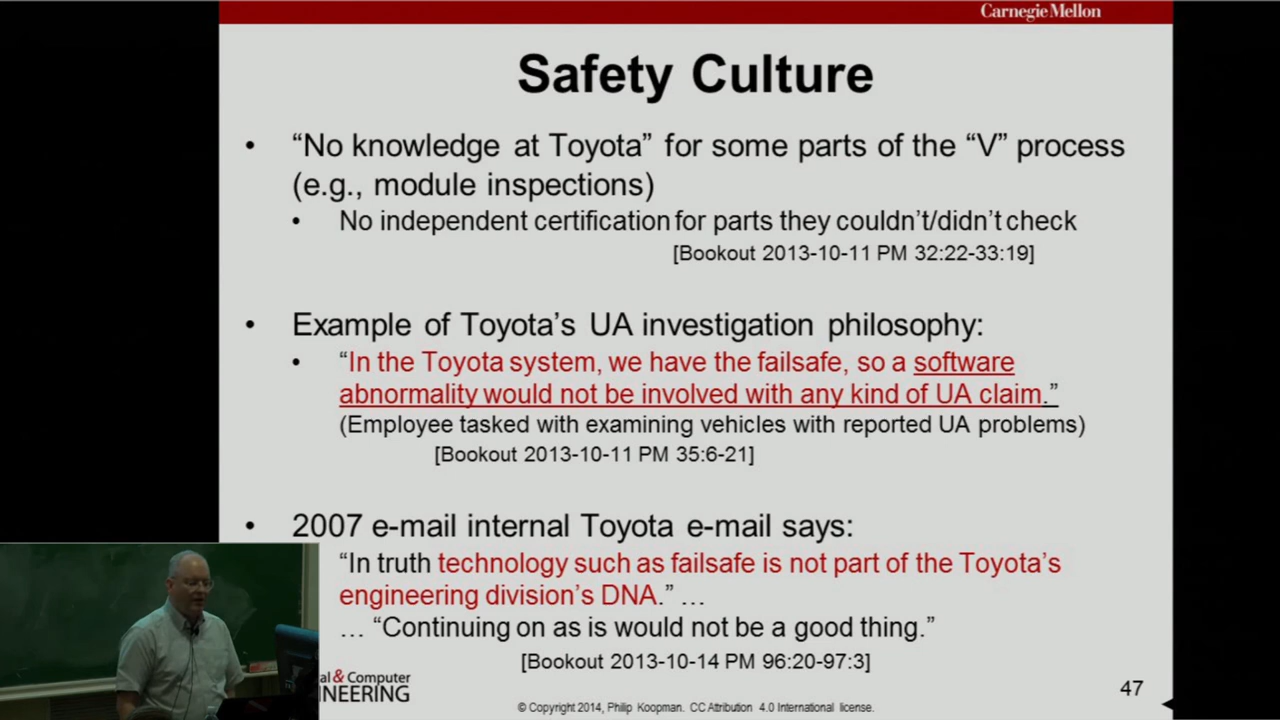 Carnegie Mellon
Safety Culture
• “No knowledge at Toyota” for some parts of the “V” process
(e.g., module inspections)
• No independent certification for parts they couldn’t/didn’t check
[Bookout 2013-10-11 PM 32:22-33:19]
• Example of Toyota’s UA investigation philosophy:
• “In the Toyota system, we have the failsafe, so a software
abnormality would not be involved with any kind of UA claim.”
(Employee tasked with examining vehicles with reported UA problems)
[Bookout 2013-10-11 PM 35:6-21]
• 2007 e-mail internal Toyota e-mail says:
“In truth technology such as failsafe is not part of the Toyota’s
engineering division’s DNA.” …
… “Continuing on as is would not be a good thing.”
[Bookout 2013-10-14 PM 96:20-97:3]
al & Computer
INEERING
© Copyright 2014, Philip Koopman. CC Attribution 4.0 International license.
47